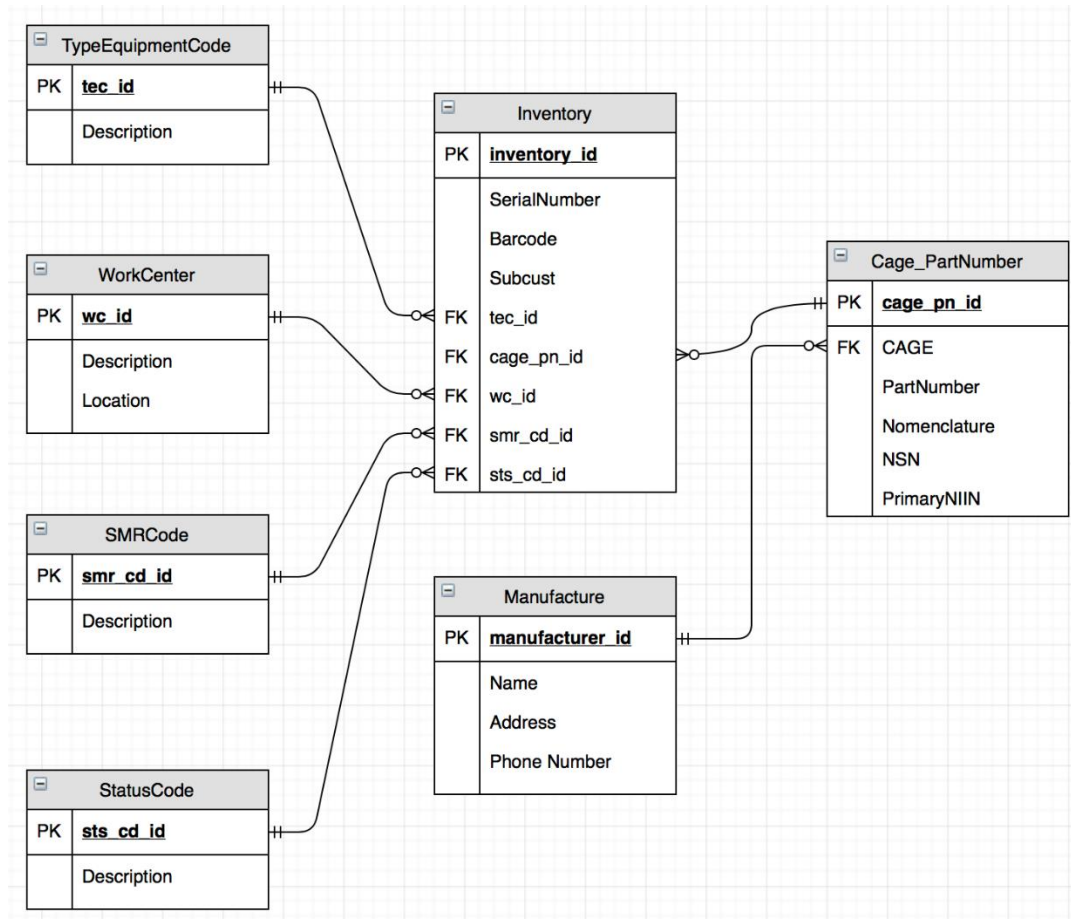 TypeEquipmentCode
PK tec_id
Description
WorkCenter
PK wc_id
Description
Location
SMRCode
PK smr_cd_id
Description
StatusCode
PK sts_cd_id
Description
Inventory
PK inventory_id
SerialNumber
Barcode
Subcust
FK tec_id
FK cage_pn_id
FK wc_id
FK smr_cd_id
FK sts_cd_id
Manufacture
PK manufacturer_id
Name
Address
Phone Number
Cage_PartNumber
PK cage_pn_id
FK CAGE
PartNumber
Nomenclature
NSN
PrimaryNIIN